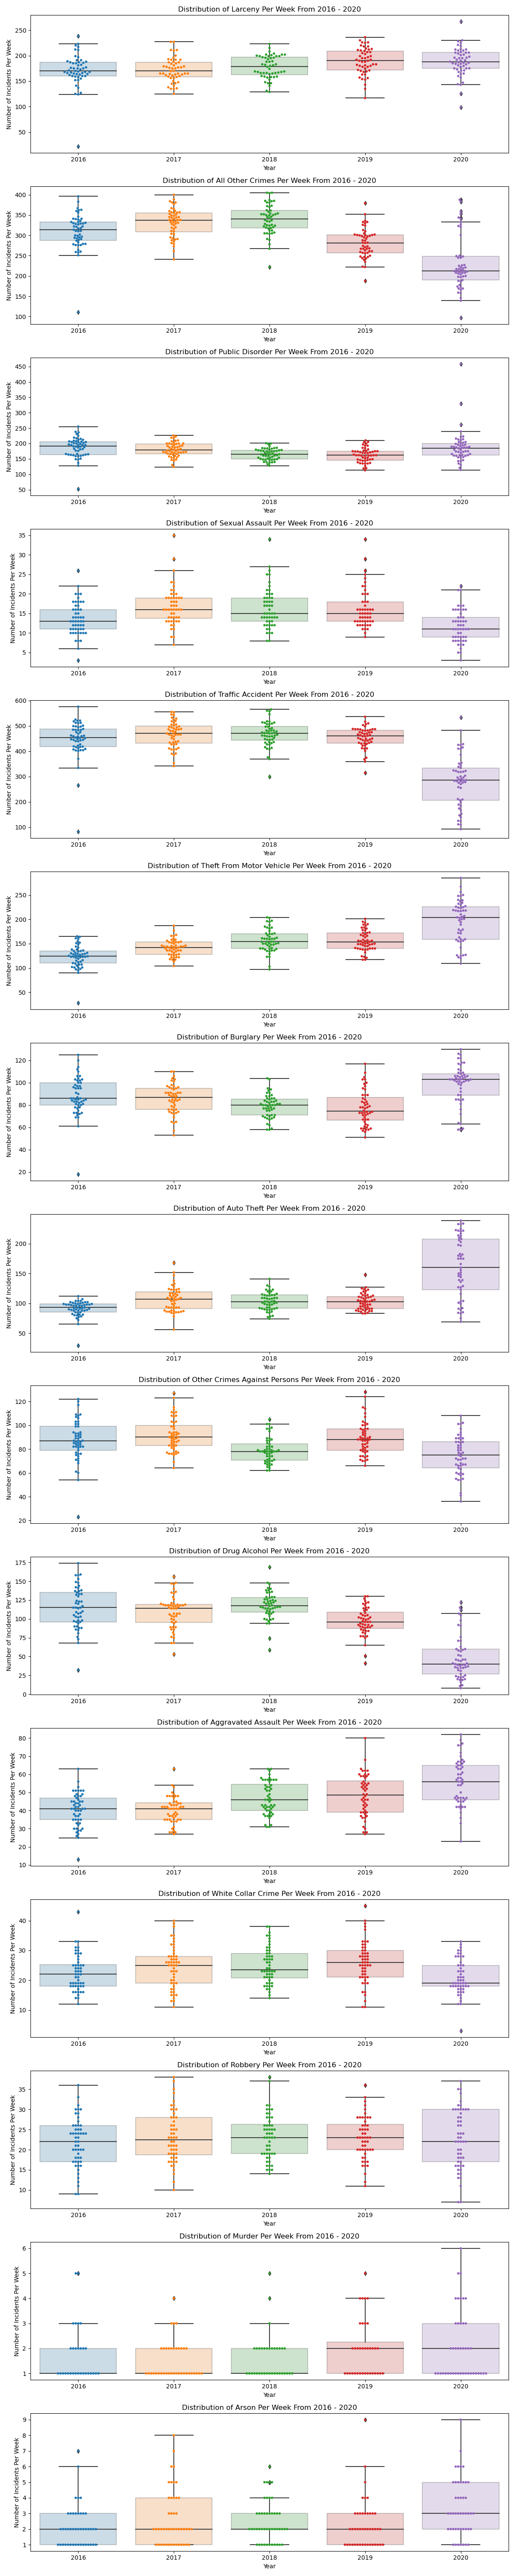 Distribution of Larceny Per Week From 2016 - 2020
Number of Incidents Per Week
250
200
150
100
50
2016 2017 2018 2019 2020
Year
Distribution of All Other Crimes Per Week From 2016 - 2020
Number of Incidents Per Week
400
350
300
250
200
150
100
2016 2017 2018 2019 2020
Year
Distribution of Public Disorder Per Week From 2016 - 2020
Number of Incidents Per Week
450
400
350
300
250
200
150
100
50
2016 2017 2018 2019 2020
Year
Distribution of Sexual Assault Per Week From 2016 - 2020
Number of Incidents Per Week
35
30
25
20
15
10
5
2016 2017 2018 2019 2020
Year
Distribution of Traffic Accident Per Week From 2016 - 2020
Number of Incidents Per Week
600
500
400
300
200
100
2016 2017 2018 2019 2020
Year
Distribution of Theft From Motor Vehicle Per Week From 2016 - 2020
Number of Incidents Per Week
250
200
150
100
50
2016 2017 2018 2019 2020
Year
Distribution of Burglary Per Week From 2016 - 2020
Number of Incidents Per Week
120
100
80
60
40
20
2016 2017 2018 2019 2020
Year
Distribution of Auto Theft Per Week From 2016 - 2020
Number of Incidents Per Week
200
150
100
50
2016 2017 2018 2019 2020
Year
Distribution of Other Crimes Against Persons Per Week From 2016 - 2020
Number of Incidents Per Week
120
100
80
60
40
20
2016 2017 2018 2019 2020
Year
Distribution of Drug Alcohol Per Week From 2016 - 2020
Number of Incidents Per Week
175
150
125
100
75
50
25
0
2016 2017 2018 2019 2020
Year
Distribution of Aggravated Assault Per Week From 2016 - 2020
Number of Incidents Per Week
80
70
60
50
40
30
20
10
2016 2017 2018 2019 2020
Year
Distribution of White Collar Crime Per Week From 2016 - 2020
Number of Incidents Per Week
40
30
20
10
2016 2017 2018 2019 2020
Year
Distribution of Robbery Per Week From 2016 - 2020
Number of Incidents Per Week
35
30
25
20
15
10
2016 2017 2018 2019 2020
Year
Distribution of Murder Per Week From 2016 - 2020
Number of Incidents Per Week
6
5
4
3
2
1
2016 2017 2018 2019 2020
Year
Distribution of Arson Per Week From 2016 - 2020
Number of Incidents Per Week
9
8
7
6
5
4
3
2
1
2016 2017 2018 2019 2020
Year